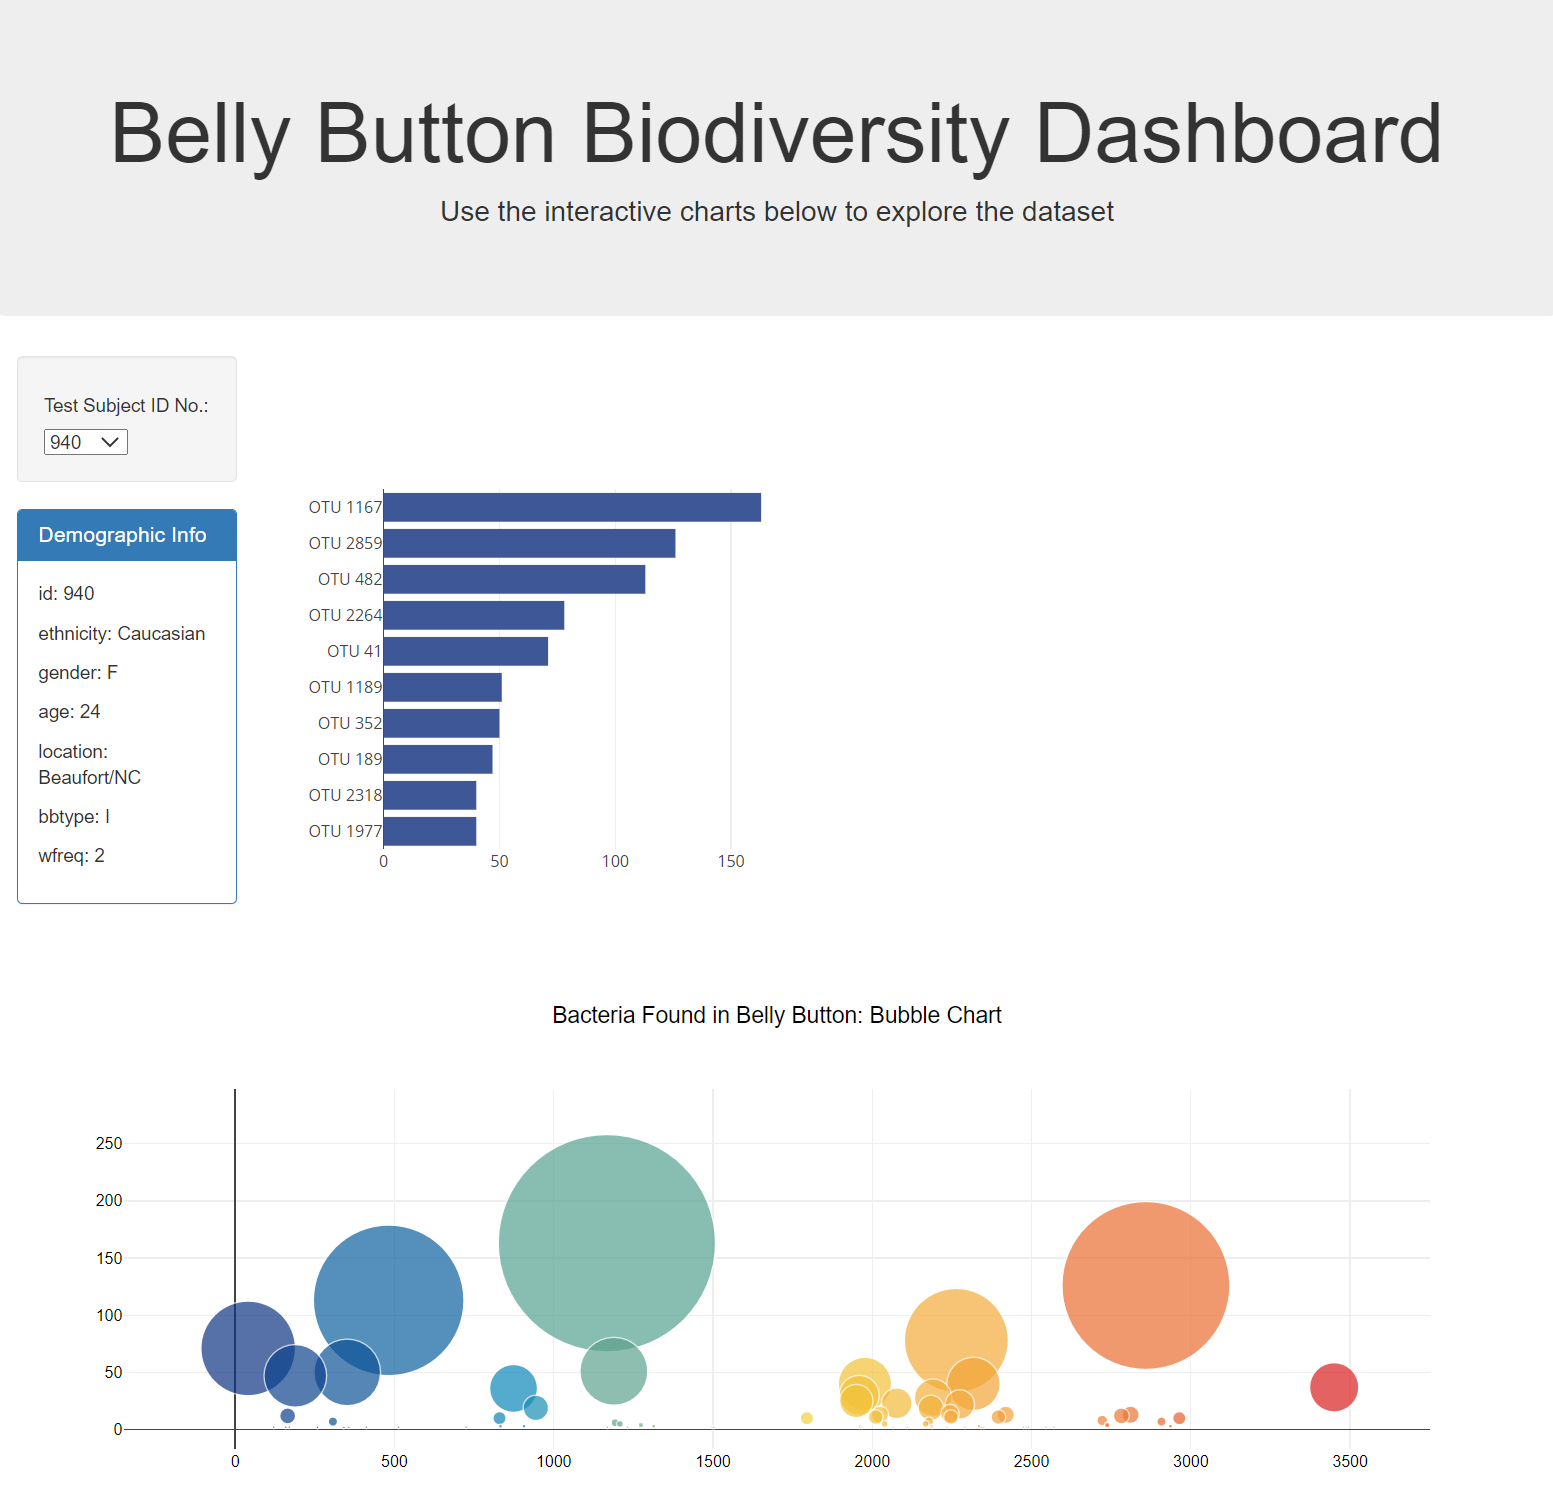 Belly Button Biodiversity Dashboard
Use the interactive charts below to explore the dataset
Test Subject ID No.:
940
Demographic Info
id: 940
ethnicity: Caucasian
gender: F
age: 24
location:
Beaufort/NC
bbtype: I
wfreq: 2
OTU 1167
OTU 2859
OTU 482
OTU 2264
OTU 41
OTU 1189
OTU 352
OTU 189
OTU 2318
OTU 1977
0 50 100 150
Bacteria Found in Belly Button: Bubble Chart
250
200
150
100
50
0
0 500 1000 1500 2000 2500 3000 3500